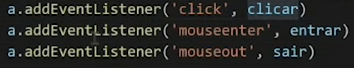 a.addEventListener('click', clicar)
a.addEventListener('mouseenter', entrar)
a.addEventListener('mouseout', sair)